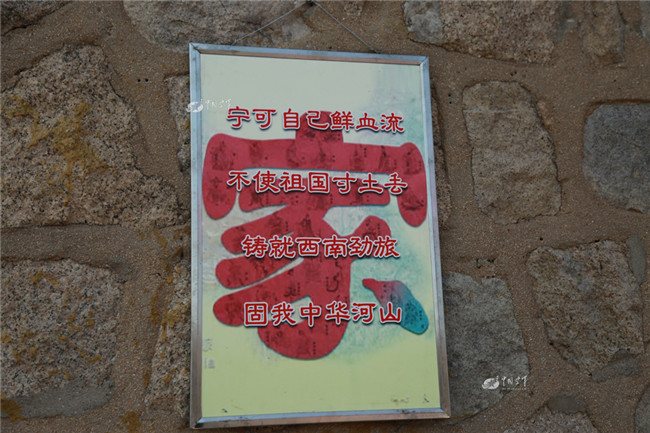 宁可自己鲜血流
不使祖国寸土丢
铸就西南劲旅
固我中华河山
家